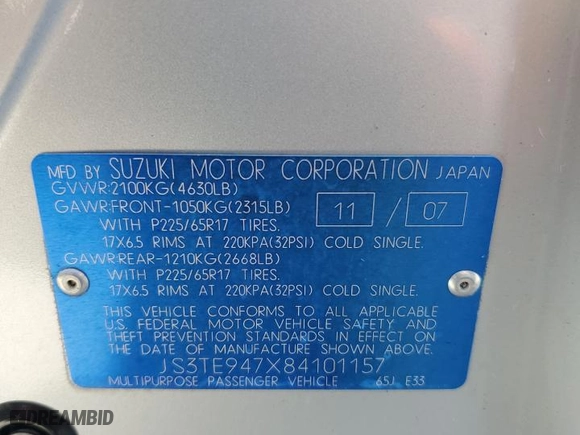 MFD BY SUZUKI MOTOR CORPORATION JAPAN
GVWR:2100KG(4630LB)
GAWR:FRONT-1050KG(2315LB) 11 / 07
WITH P225/65R17 TIRES.
17X6.5 RIMS AT 220KPA(32PSI) COLD SINGLE.
GAWR:REAR-1210KG(2668LB)
WITH P225/65R17 TIRES.
17X6.5 RIMS AT 220KPA(32PSI) COLD SINGLE.
THIS VEHICLE CONFORMS TO ALL APPLICABLE
U.S. FEDERAL MOTOR VEHICLE SAFETY AND
THEFT PREVENTION STANDARDS IN EFFECT ON
THE DATE OF MANUFACTURE SHOWN ABOVE.
JS3TE947X84101157
MULTIPURPOSE PASSENGER VEHICLE 65J E33
DREAMBID